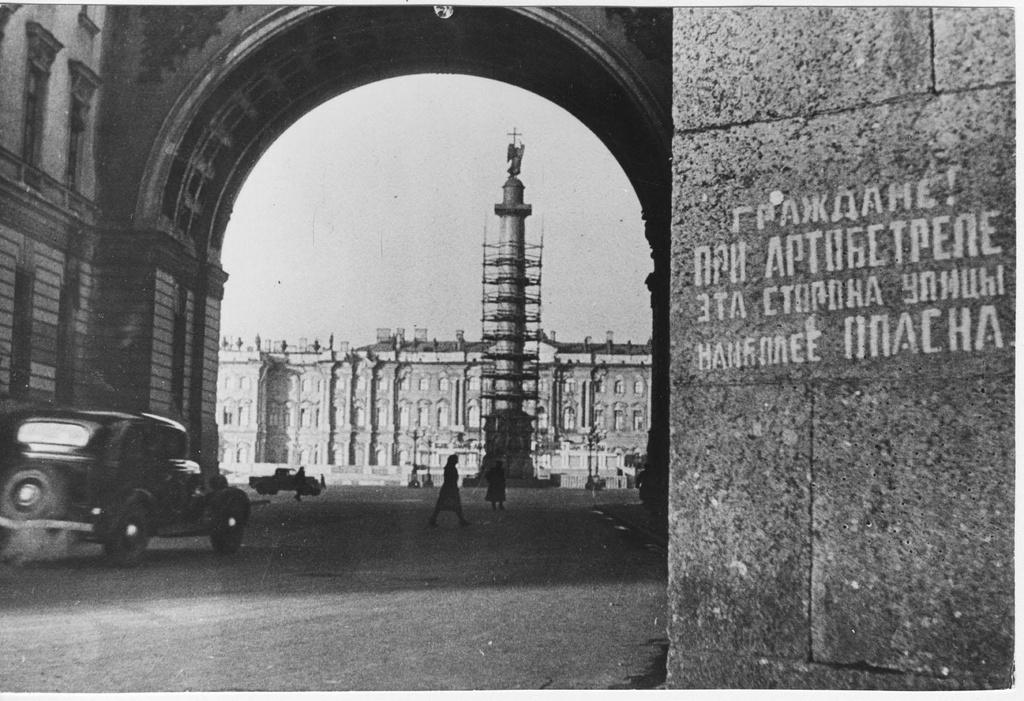 ГРАЖДАНЕ!
ПРИ АРТОБСТРЕЛЕ
ЭТА СТОРОНА УЛИЦЫ
НАИБОЛЕЕ ОПАСНА